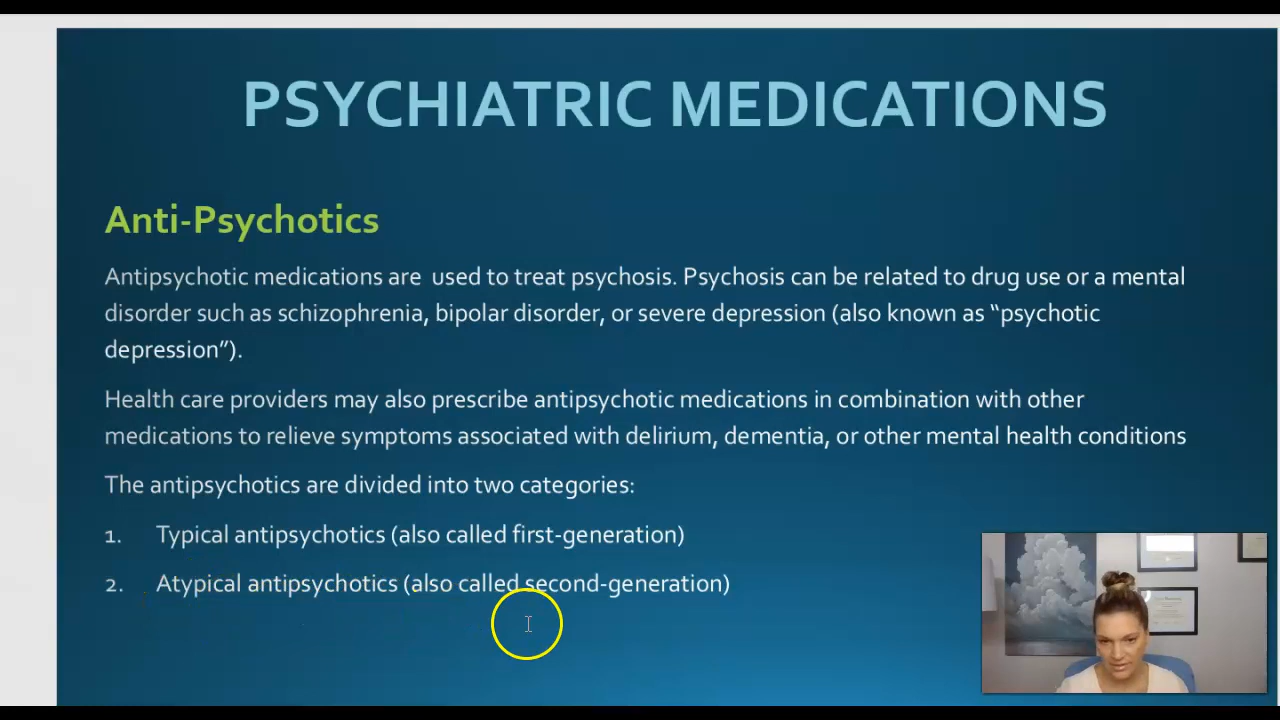 PSYCHIATRIC MEDICATIONS
Anti-Psychotics
Antipsychotic medications are  used to treat psychosis. Psychosis can be related to drug use or a mental
disorder such as schizophrenia, bipolar disorder, or severe depression (also known as “psychotic
depression”).
Health care providers may also prescribe antipsychotic medications in combination with other
medications to relieve symptoms associated with delirium, dementia, or other mental health conditions
The antipsychotics are divided into two categories:
1. Typical antipsychotics (also called first-generation)
2. Atypical antipsychotics (also called second-generation)